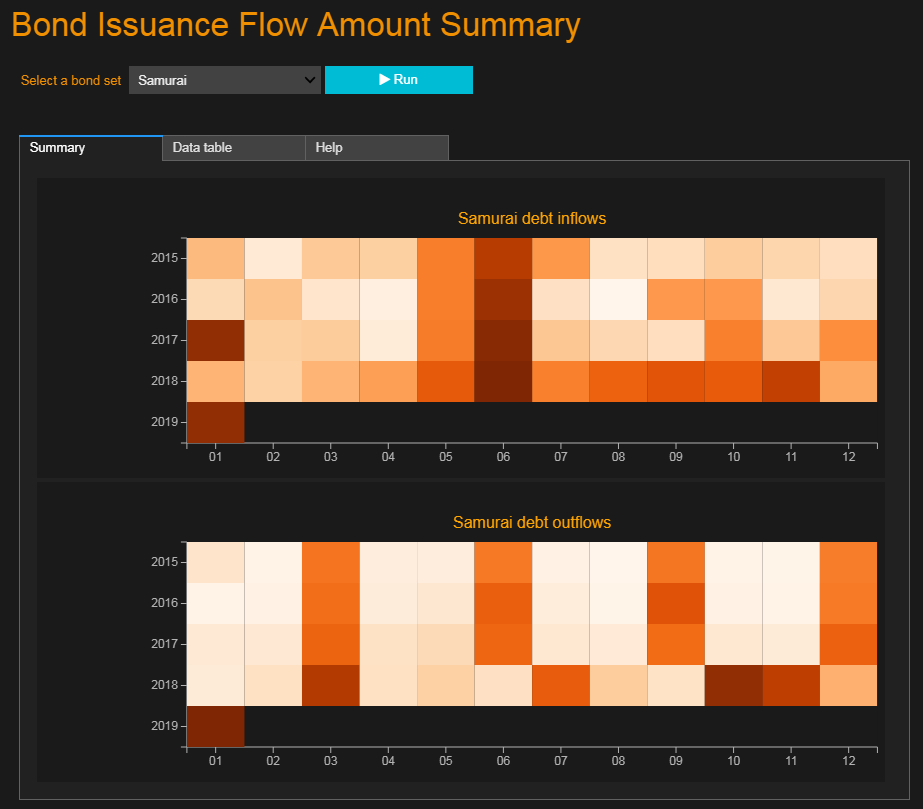 Bond Issuance Flow Amount Summary
Select a bond set Samurai Run
Summary Data table Help
Samurai debt inflows
2015
2016
2017
2018
2019
01 02 03 04 05 06 07 08 09 10 11 12
Samurai debt outflows
2015
2016
2017
2018
2019
01 02 03 04 05 06 07 08 09 10 11 12